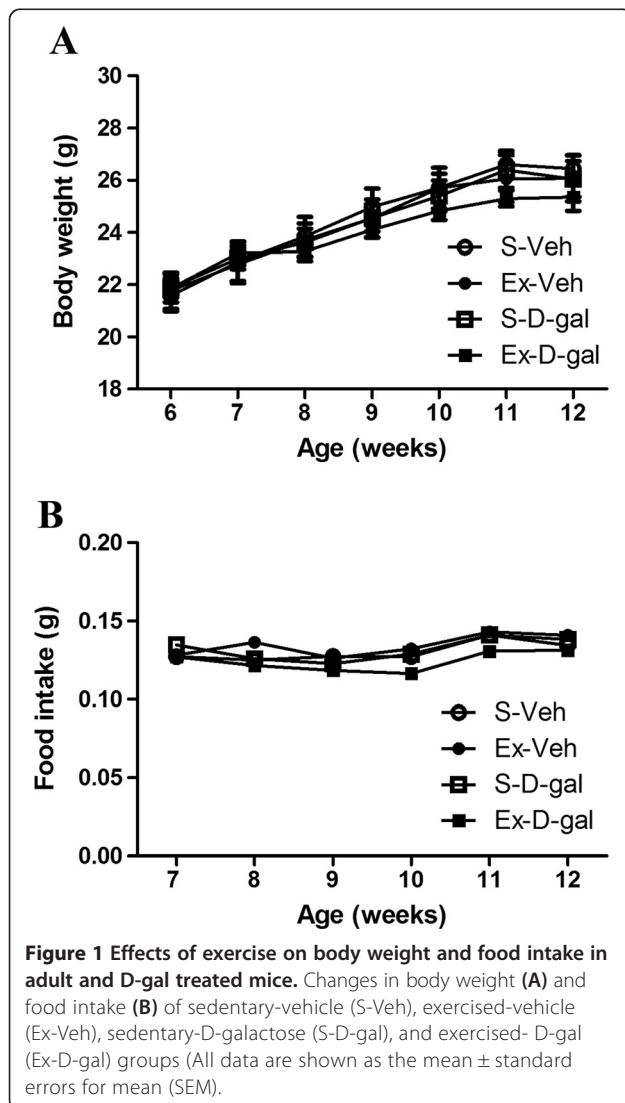 A
Body weight (g)
30
28
26
24
22
20
18
S-Veh
Ex-Veh
S-D-gal
Ex-D-gal
6 7 8 9 10 11 12
Age (weeks)
B
Food intake (g)
0.20
0.15
0.10
0.05
0.00
S-Veh
Ex-Veh
S-D-gal
Ex-D-gal
7 8 9 10 11 12
Age (weeks)
Figure 1 Effects of exercise on body weight and food intake in
adult and D-gal treated mice. Changes in body weight (A) and
food intake (B) of sedentary-vehicle (S-Veh), exercised-vehicle
(Ex-Veh), sedentary-D-galactose (S-D-gal), and exercised- D-gal
(Ex-D-gal) groups (All data are shown as the mean ± standard
errors for mean (SEM).